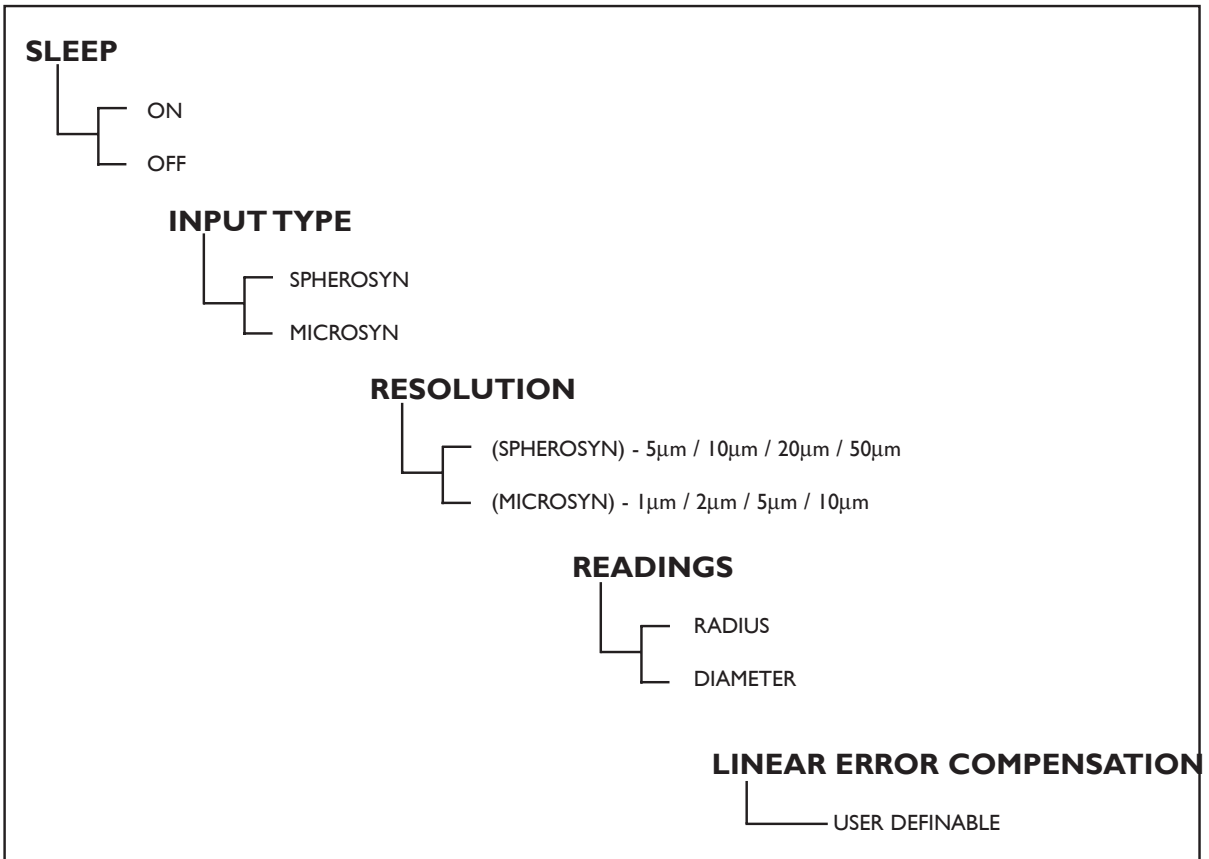 SLEEP
ON
OFF
INPUT TYPE
SPHEROSYN
MICROSYN
RESOLUTION
(SPHEROSYN) - 5µm / 10µm / 20µm / 50µm
(MICROSYN) - 1µm / 2µm / 5µm / 10µm
READINGS
RADIUS
DIAMETER
LINEAR ERROR COMPENSATION
USER DEFINABLE